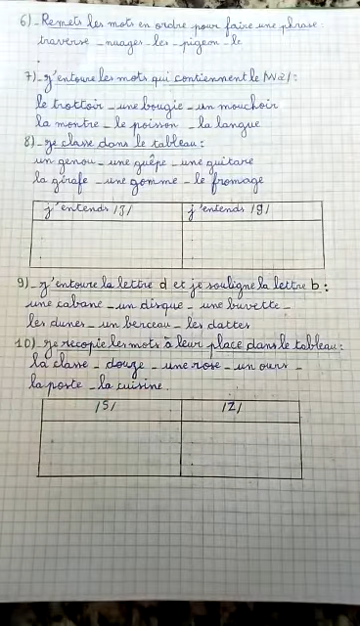 6)_Remets les mots en ordre pour faire une phrase:
traverse _ nuages _ les _ pigeon _ le
.
7)_ j'entoure les mots qui contiennent le /wa/:
le trottoir _ une bougie _ un mouchoir
la montre _ le poisson _ la langue
8)_ je classe dans le tableau:
un genou _ une guêpe _ une guitare
la girafe _ une gomme _ le fromage
j'entends /ʒ/ j'entends /g/
9)_ j'entoure la lettre d et je souligne la lettre b:
une cabane _ un disque _ une buvette _
les dunes _ un berceau _ les dattes
10)_ je recopie les mots à leur place dans le tableau:
la classe _ douze _ une rose _ un ours _
la poste _ la cuisine.
/S/ /Z/